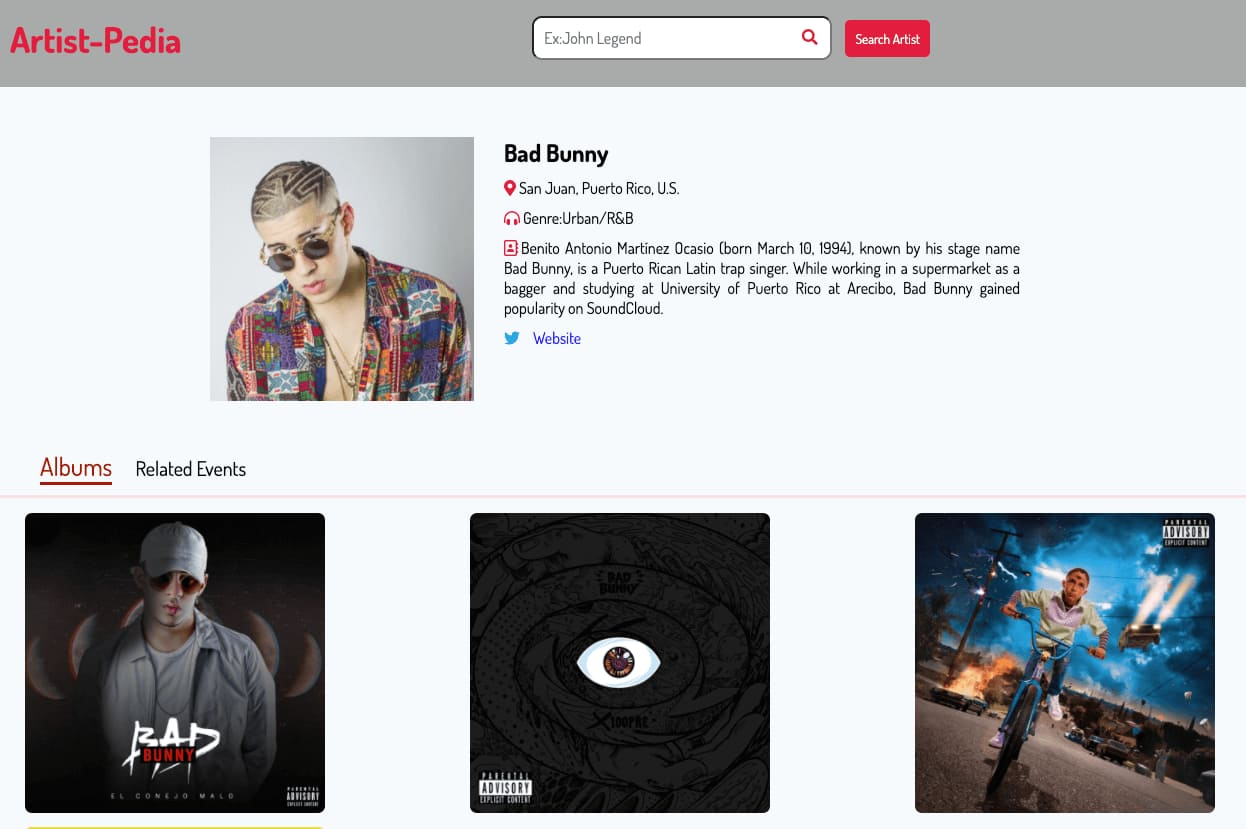 Artist-Pedia
Ex:John Legend
Search Artist
Bad Bunny
San Juan, Puerto Rico, U.S.
Genre:Urban/R&B
Benito Antonio Martínez Ocasio (born March 10, 1994), known by his stage name
Bad Bunny, is a Puerto Rican Latin trap singer. While working in a supermarket as a
bagger and studying at University of Puerto Rico at Arecibo, Bad Bunny gained
popularity on SoundCloud.
Website
Albums
Related Events
BAD
BUNNY
EL CONEJO MALO
PARENTAL
ADVISORY
EXPLICIT CONTENT
BAD
BUNNY
X100PRE
PARENTAL
ADVISORY
EXPLICIT CONTENT
PARENTAL
ADVISORY
EXPLICIT CONTENT